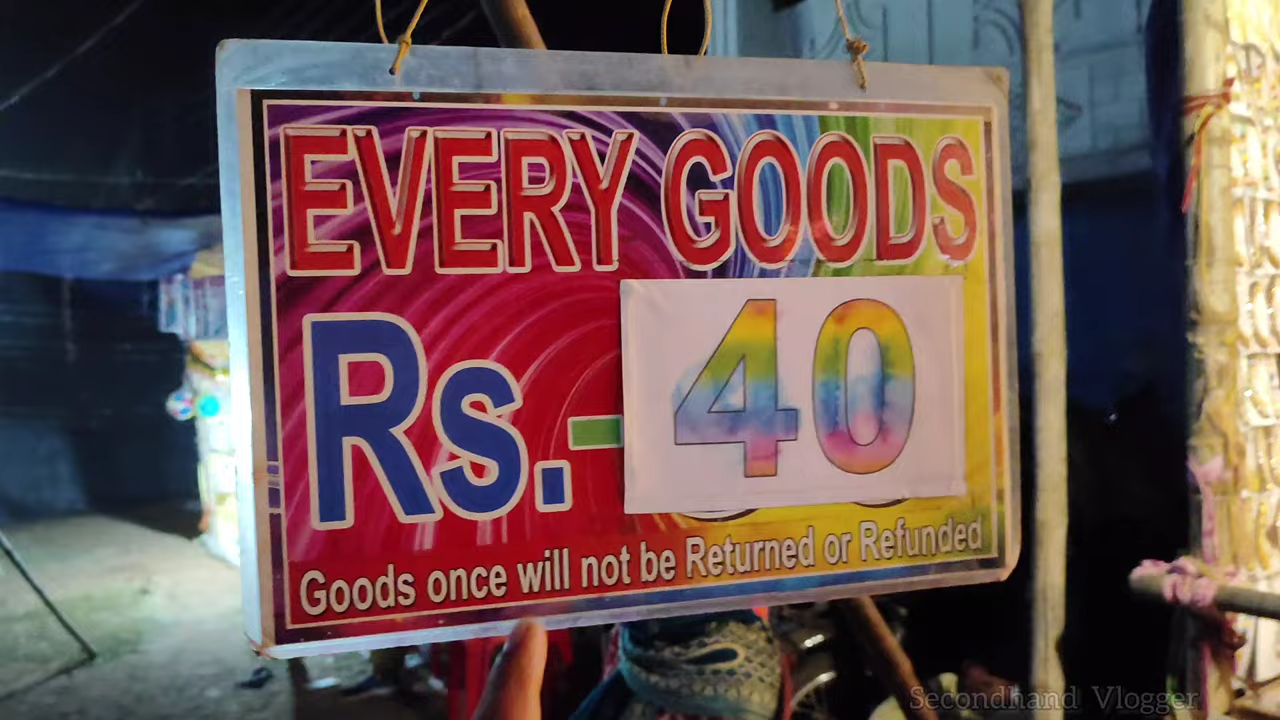 EVERY GOODS
Rs.-40
Goods once will not be Returned or Refunded
Secondhand Vlogger